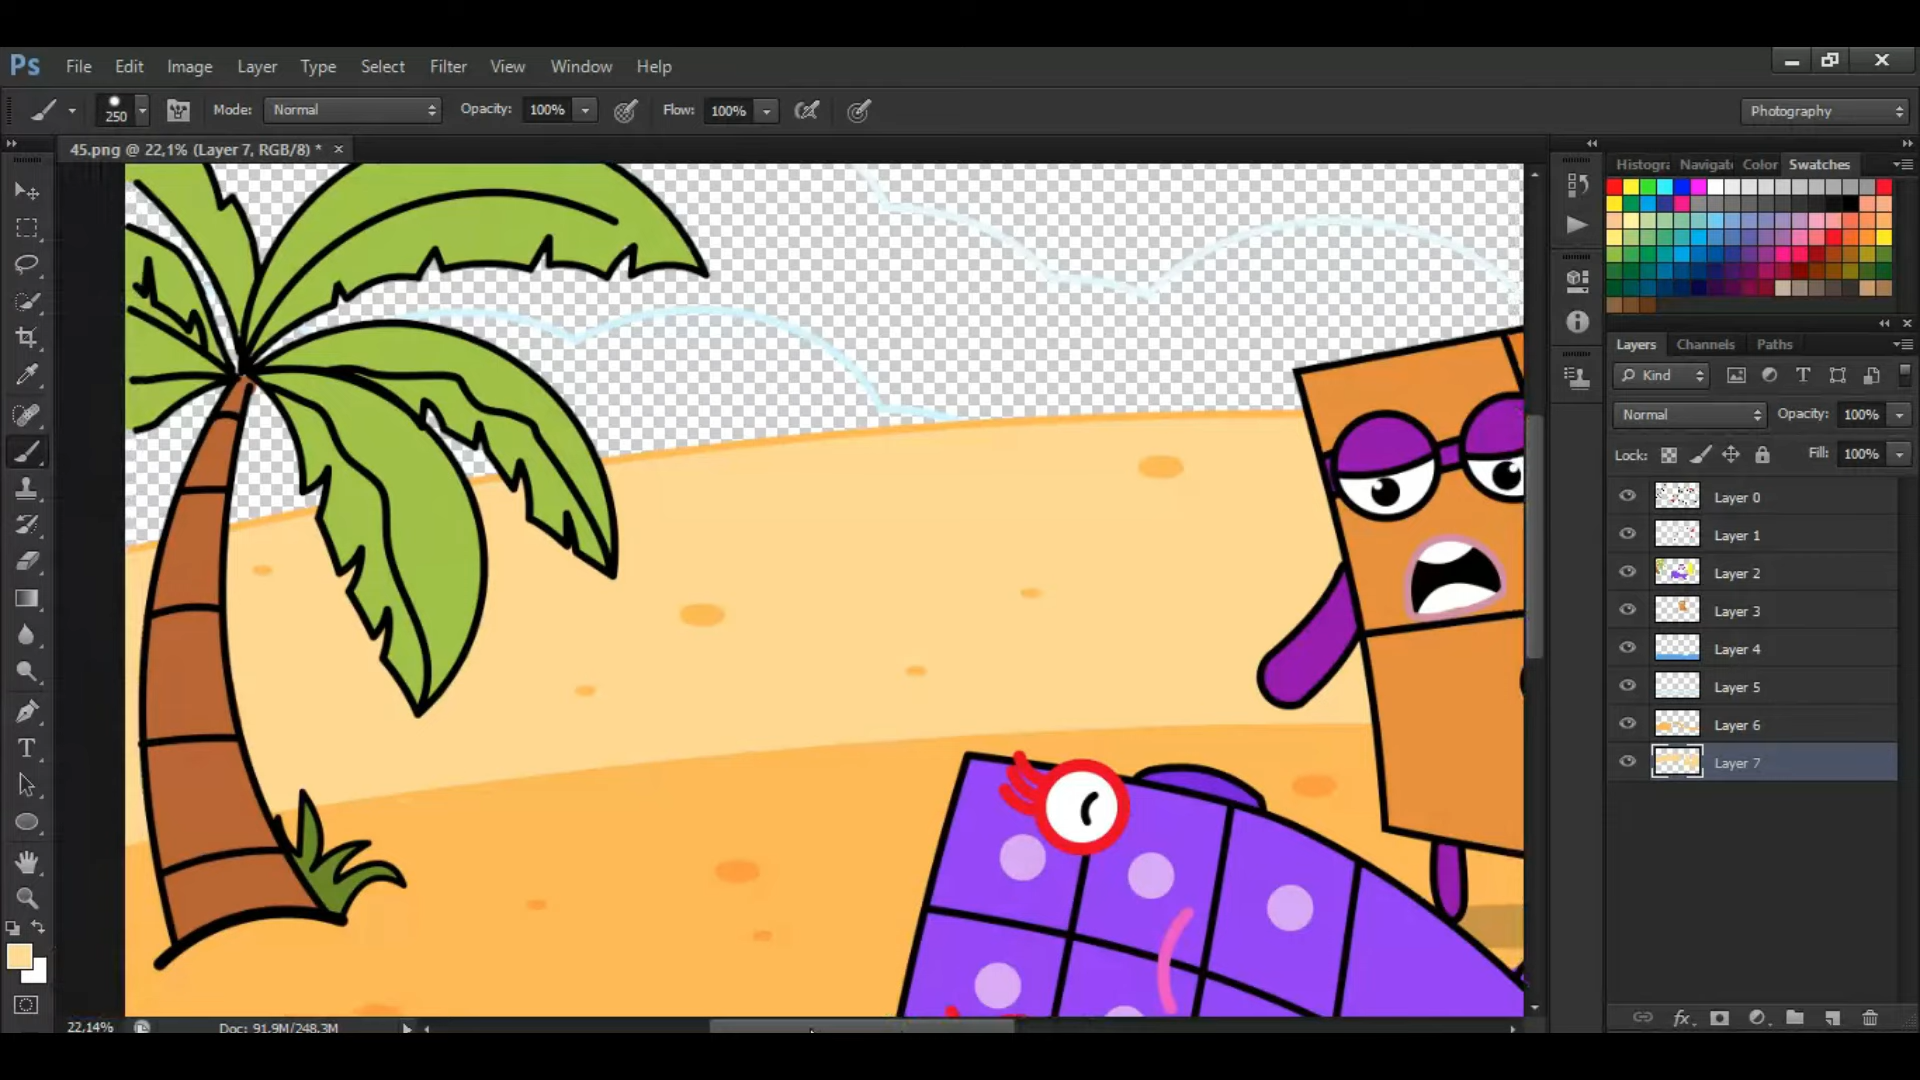 Ps File Edit Image Layer Type Select Filter View Window Help
250 Mode: Normal Opacity: 100% Flow: 100% Photography
45.png @ 22,1% (Layer 7, RGB/8) * ×
Histogr Navigat Color Swatches
Layers Channels Paths
Kind
Normal Opacity: 100%
Lock: Fill: 100%
Layer 0
Layer 1
Layer 2
Layer 3
Layer 4
Layer 5
Layer 6
Layer 7
22,14% Doc: 91,9M/248,3M